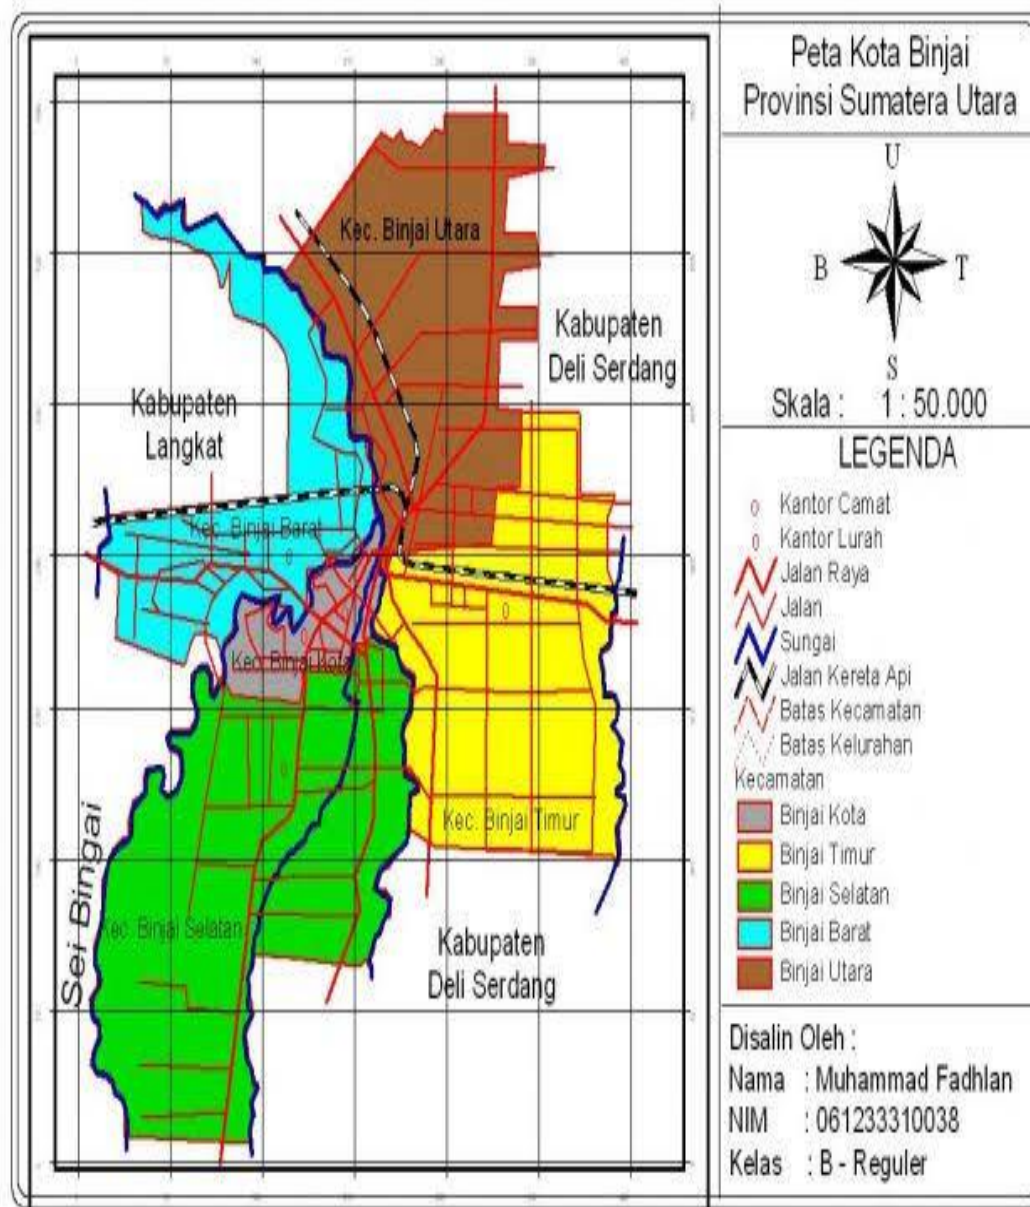 Peta Kota Binjai
Provinsi Sumatera Utara
U
B
T
S
Skala : 1 : 50.000
LEGENDA
Kantor Camat
Kantor Lurah
Jalan Raya
Jalan
Sungai
Jalan Kereta Api
Batas Kecamatan
Batas Kelurahan
Kecamatan
Binjai Kota
Binjai Timur
Binjai Selatan
Binjai Barat
Binjai Utara
Disalin Oleh :
Nama : Muhammad Fadhlan
NIM : 061233310038
Kelas : B - Reguler
Kec. Binjai Utara
Kabupaten
Deli Serdang
Kabupaten
Langkat
Kec. Binjai Barat
Kec. Binjai Kota
Kec. Binjai Timur
Sei Bingai
Kec. Binjai Selatan
Kabupaten
Deli Serdang